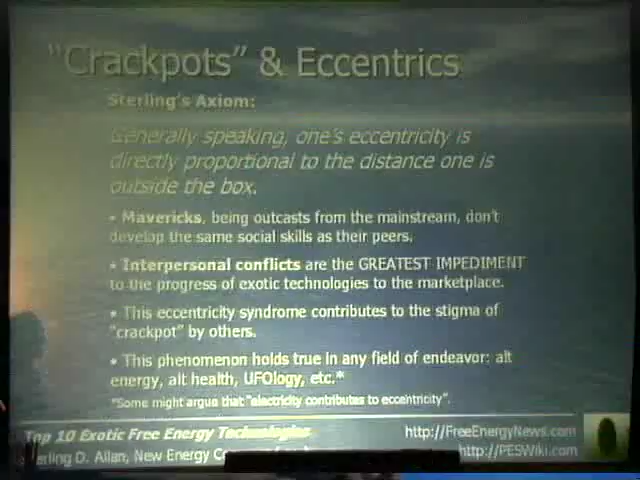 "Crackpots" & Eccentrics
Sterling's Axiom:
Generally speaking, one's eccentricity is
directly proportional to the distance one is
outside the box.
• Mavericks, being outcasts from the mainstream, don't
develop the same social skills as their peers.
• Interpersonal conflicts are the GREATEST IMPEDIMENT
to the progress of exotic technologies to the marketplace.
• This eccentricity syndrome contributes to the stigma of
"crackpot" by others.
• This phenomenon holds true in any field of endeavor: alt
energy, alt health, UFOlogy, etc.*
*Some might argue that "electricity contributes to eccentricity".
Top 10 Exotic Free Energy Technologies
http://FreeEnergyNews.com
erling D. Allan, New Energy
http://PESWiki.com